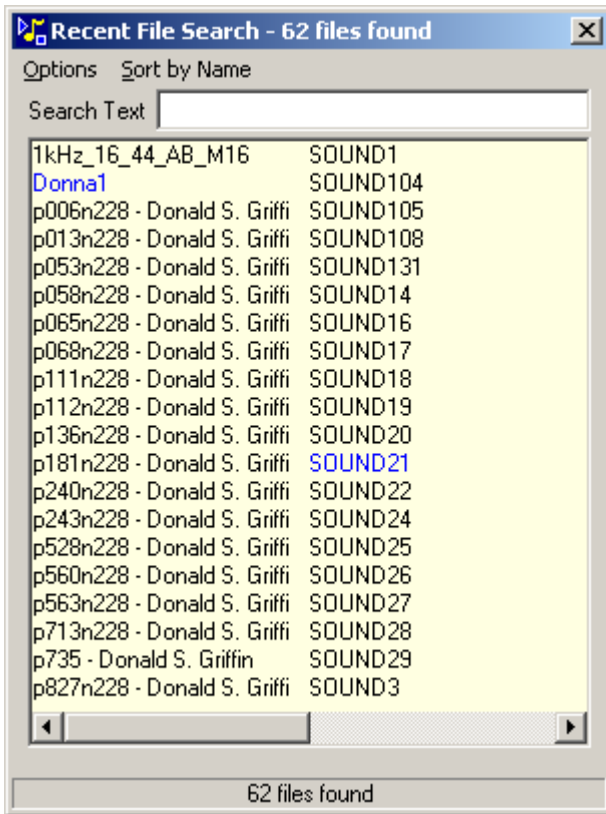 Recent File Search - 62 files found
Options Sort by Name
Search Text
1kHz_16_44_AB_M16 SOUND1
Donna1 SOUND104
p006n228 - Donald S. Griffi SOUND105
p013n228 - Donald S. Griffi SOUND108
p053n228 - Donald S. Griffi SOUND131
p058n228 - Donald S. Griffi SOUND14
p065n228 - Donald S. Griffi SOUND16
p068n228 - Donald S. Griffi SOUND17
p111n228 - Donald S. Griffi SOUND18
p112n228 - Donald S. Griffi SOUND19
p136n228 - Donald S. Griffi SOUND20
p181n228 - Donald S. Griffi SOUND21
p240n228 - Donald S. Griffi SOUND22
p243n228 - Donald S. Griffi SOUND24
p528n228 - Donald S. Griffi SOUND25
p560n228 - Donald S. Griffi SOUND26
p563n228 - Donald S. Griffi SOUND27
p713n228 - Donald S. Griffi SOUND28
p735 - Donald S. Griffin SOUND29
p827n228 - Donald S. Griffi SOUND3
62 files found